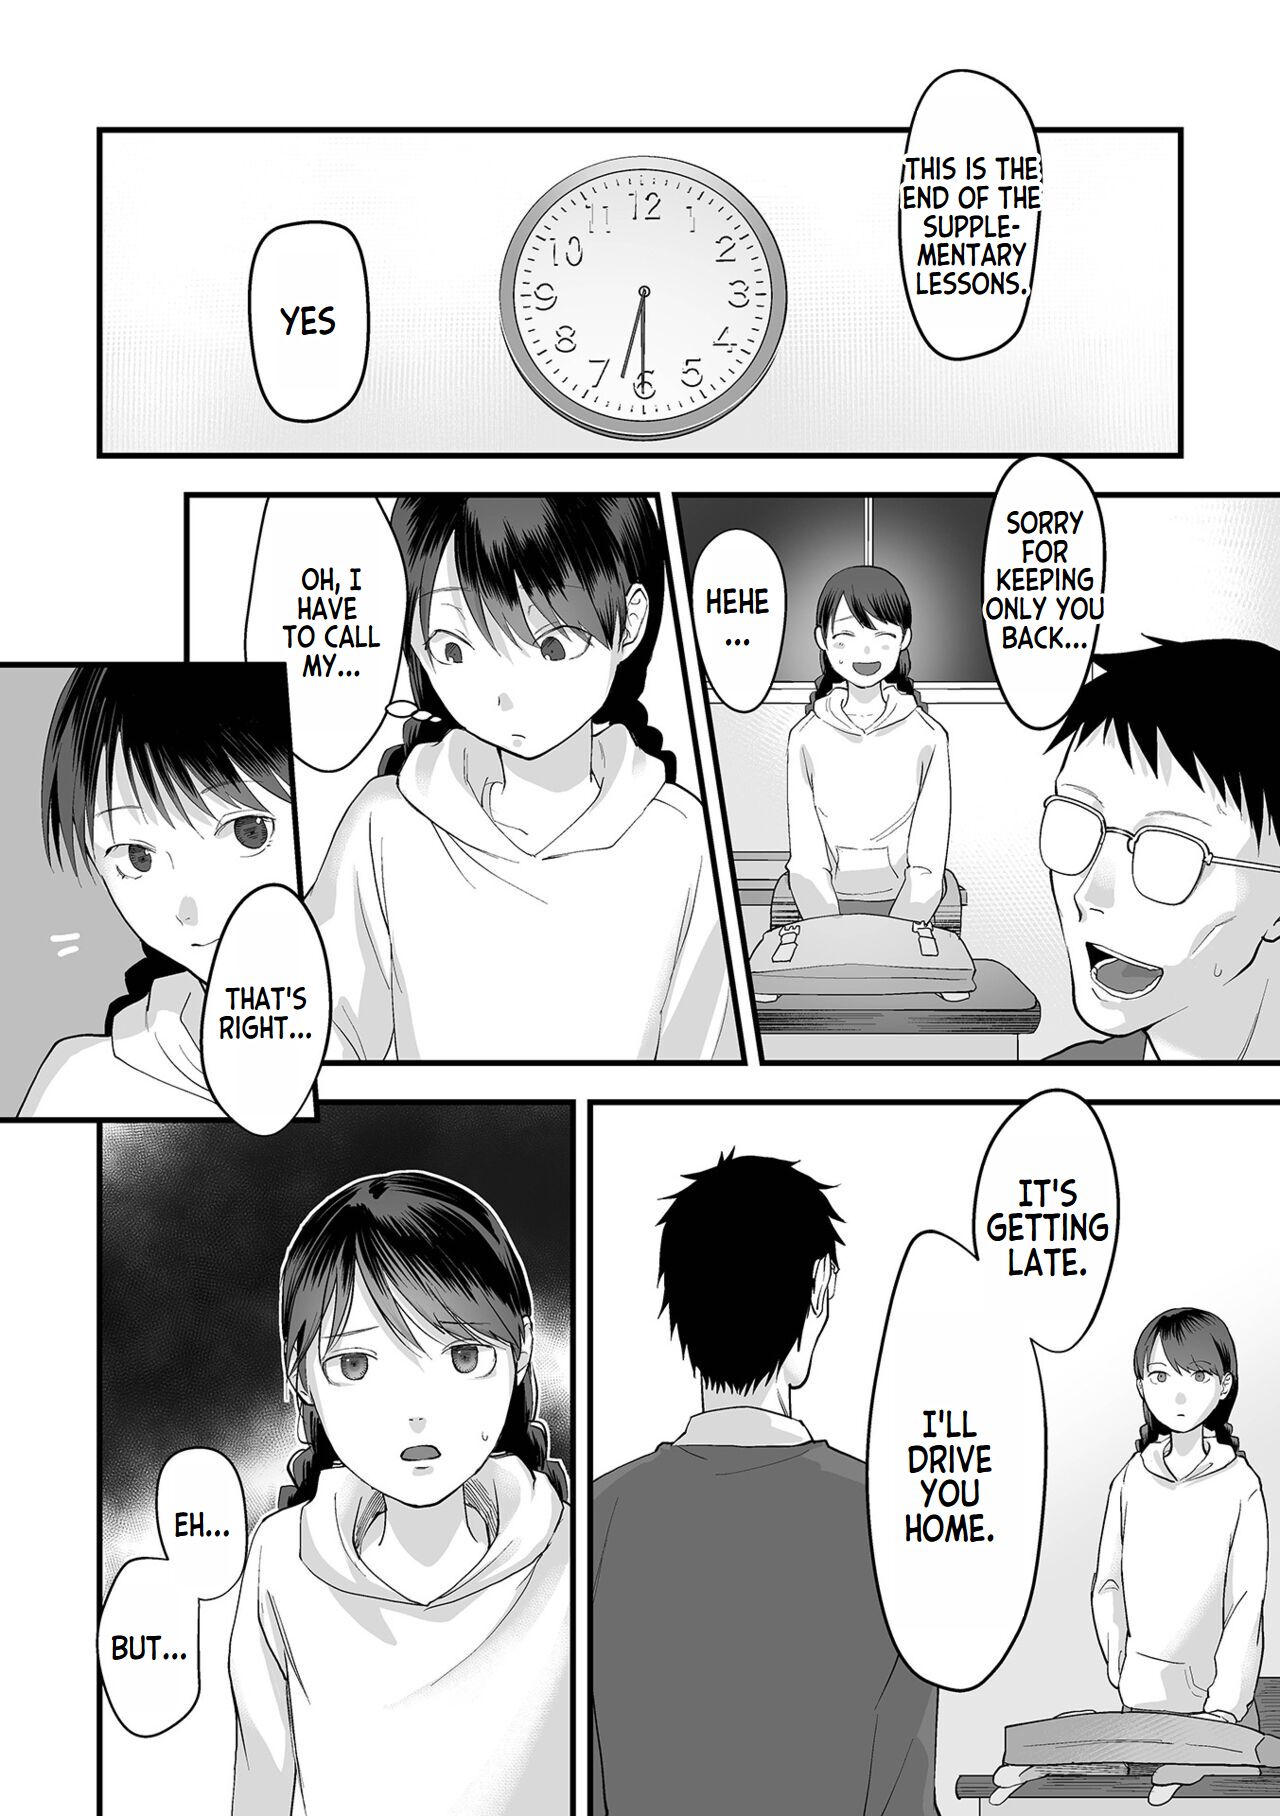 THIS IS THE
END OF THE
SUPPLE-
MENTARY
LESSONS.
12
11
1
10
2
9
3
8
4
7
6
5
YES
SORRY
FOR
KEEPING
ONLY YOU
BACK...
HEHE
...
OH, I
HAVE
TO CALL
MY...
THAT'S
RIGHT...
IT'S
GETTING
LATE.
I'LL
DRIVE
YOU
HOME.
EH...
BUT...